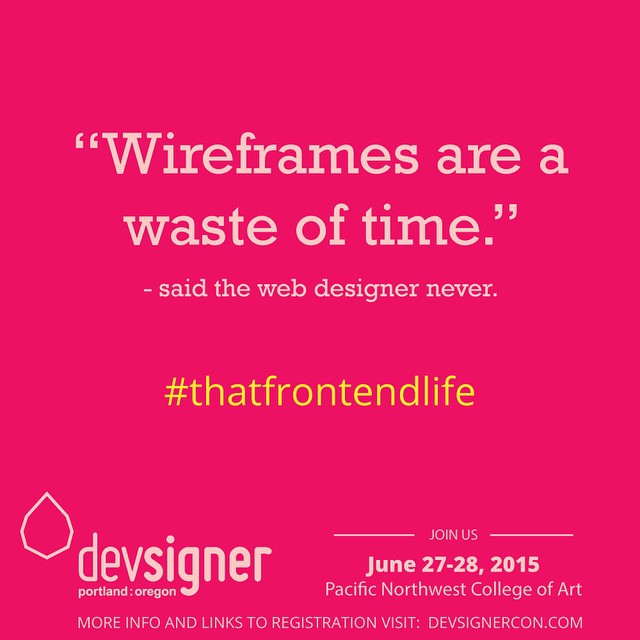 “Wireframes are a
waste of time.”
- said the web designer never.
#thatfrontendlife
devsigner
portland:oregon
JOIN US
June 27-28, 2015
Pacific Northwest College of Art
MORE INFO AND LINKS TO REGISTRATION VISIT: DEVSIGNERCON.COM